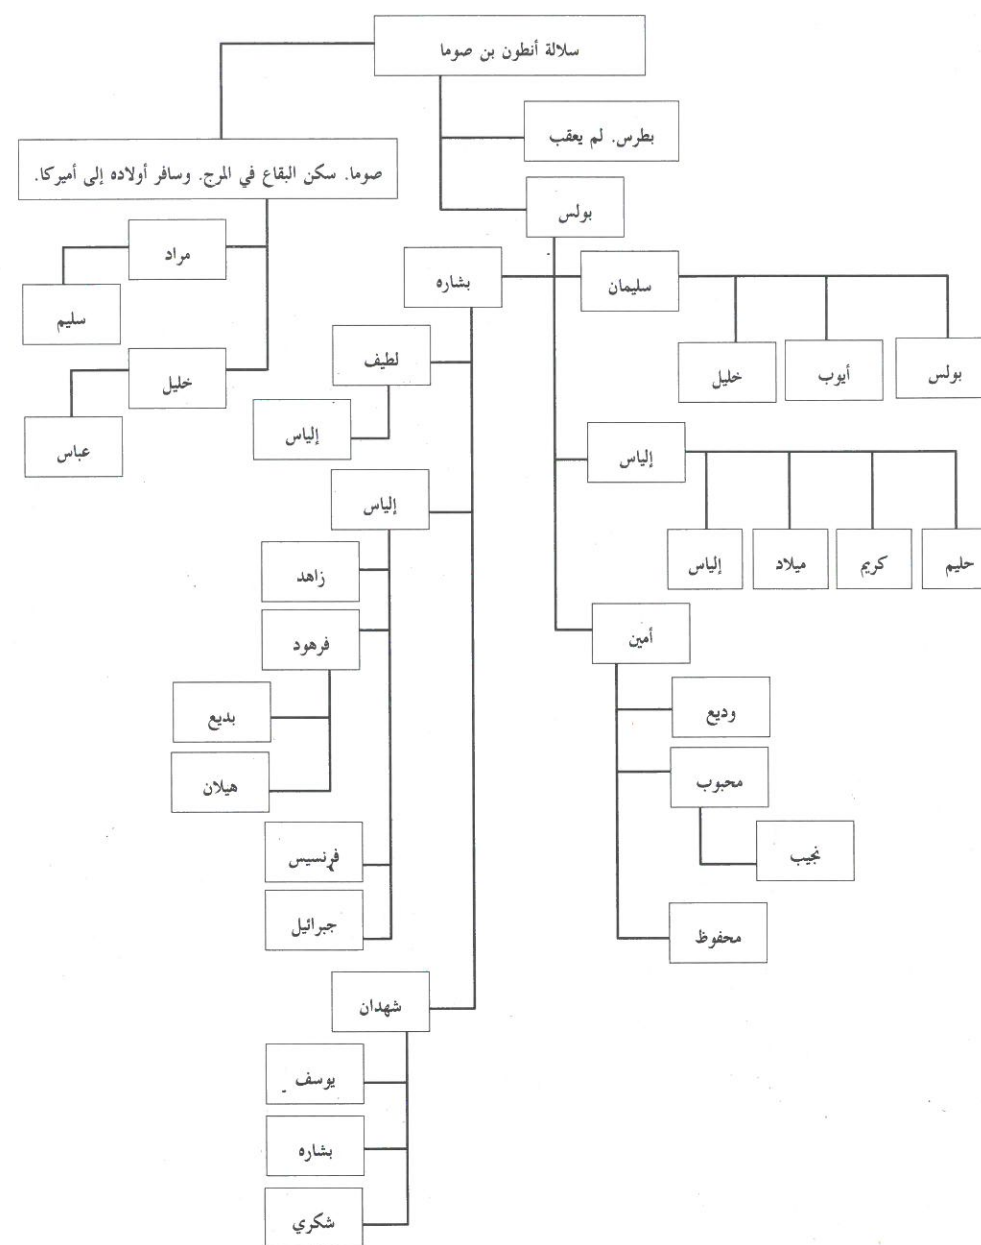 سلالة أنطون بن صوما
بطرس. لم يعقب
صوما. سكن البقاع في المرج. وسافر أولاده إلى أميركا.
بولس
مراد
سليم
خليل
عباس
بشاره
سليمان
بولس
أيوب
خليل
لطيف
إلياس
إلياس
حليم
كريم
ميلاد
إلياس
إلياس
زاهد
فرهود
بديع
هيلان
فرنسيس
جبرائيل
أمين
وديع
محبوب
نجيب
محفوظ
شهدان
يوسف
بشاره
شكري